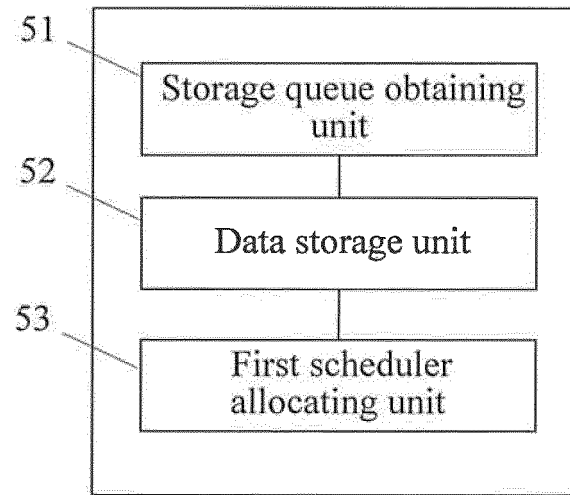 51
Storage queue obtaining
unit
52
Data storage unit
53
First scheduler
allocating unit